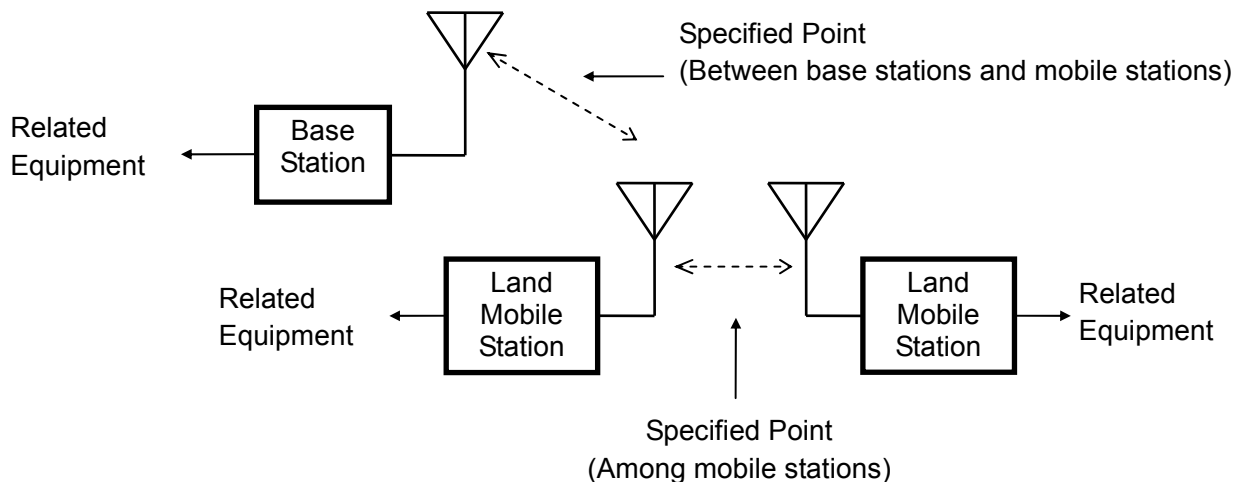 Specified Point
(Between base stations and mobile stations)
Related
Equipment
Base
Station
Related
Equipment
Land
Mobile
Station
Land
Mobile
Station
Related
Equipment
Specified Point
(Among mobile stations)